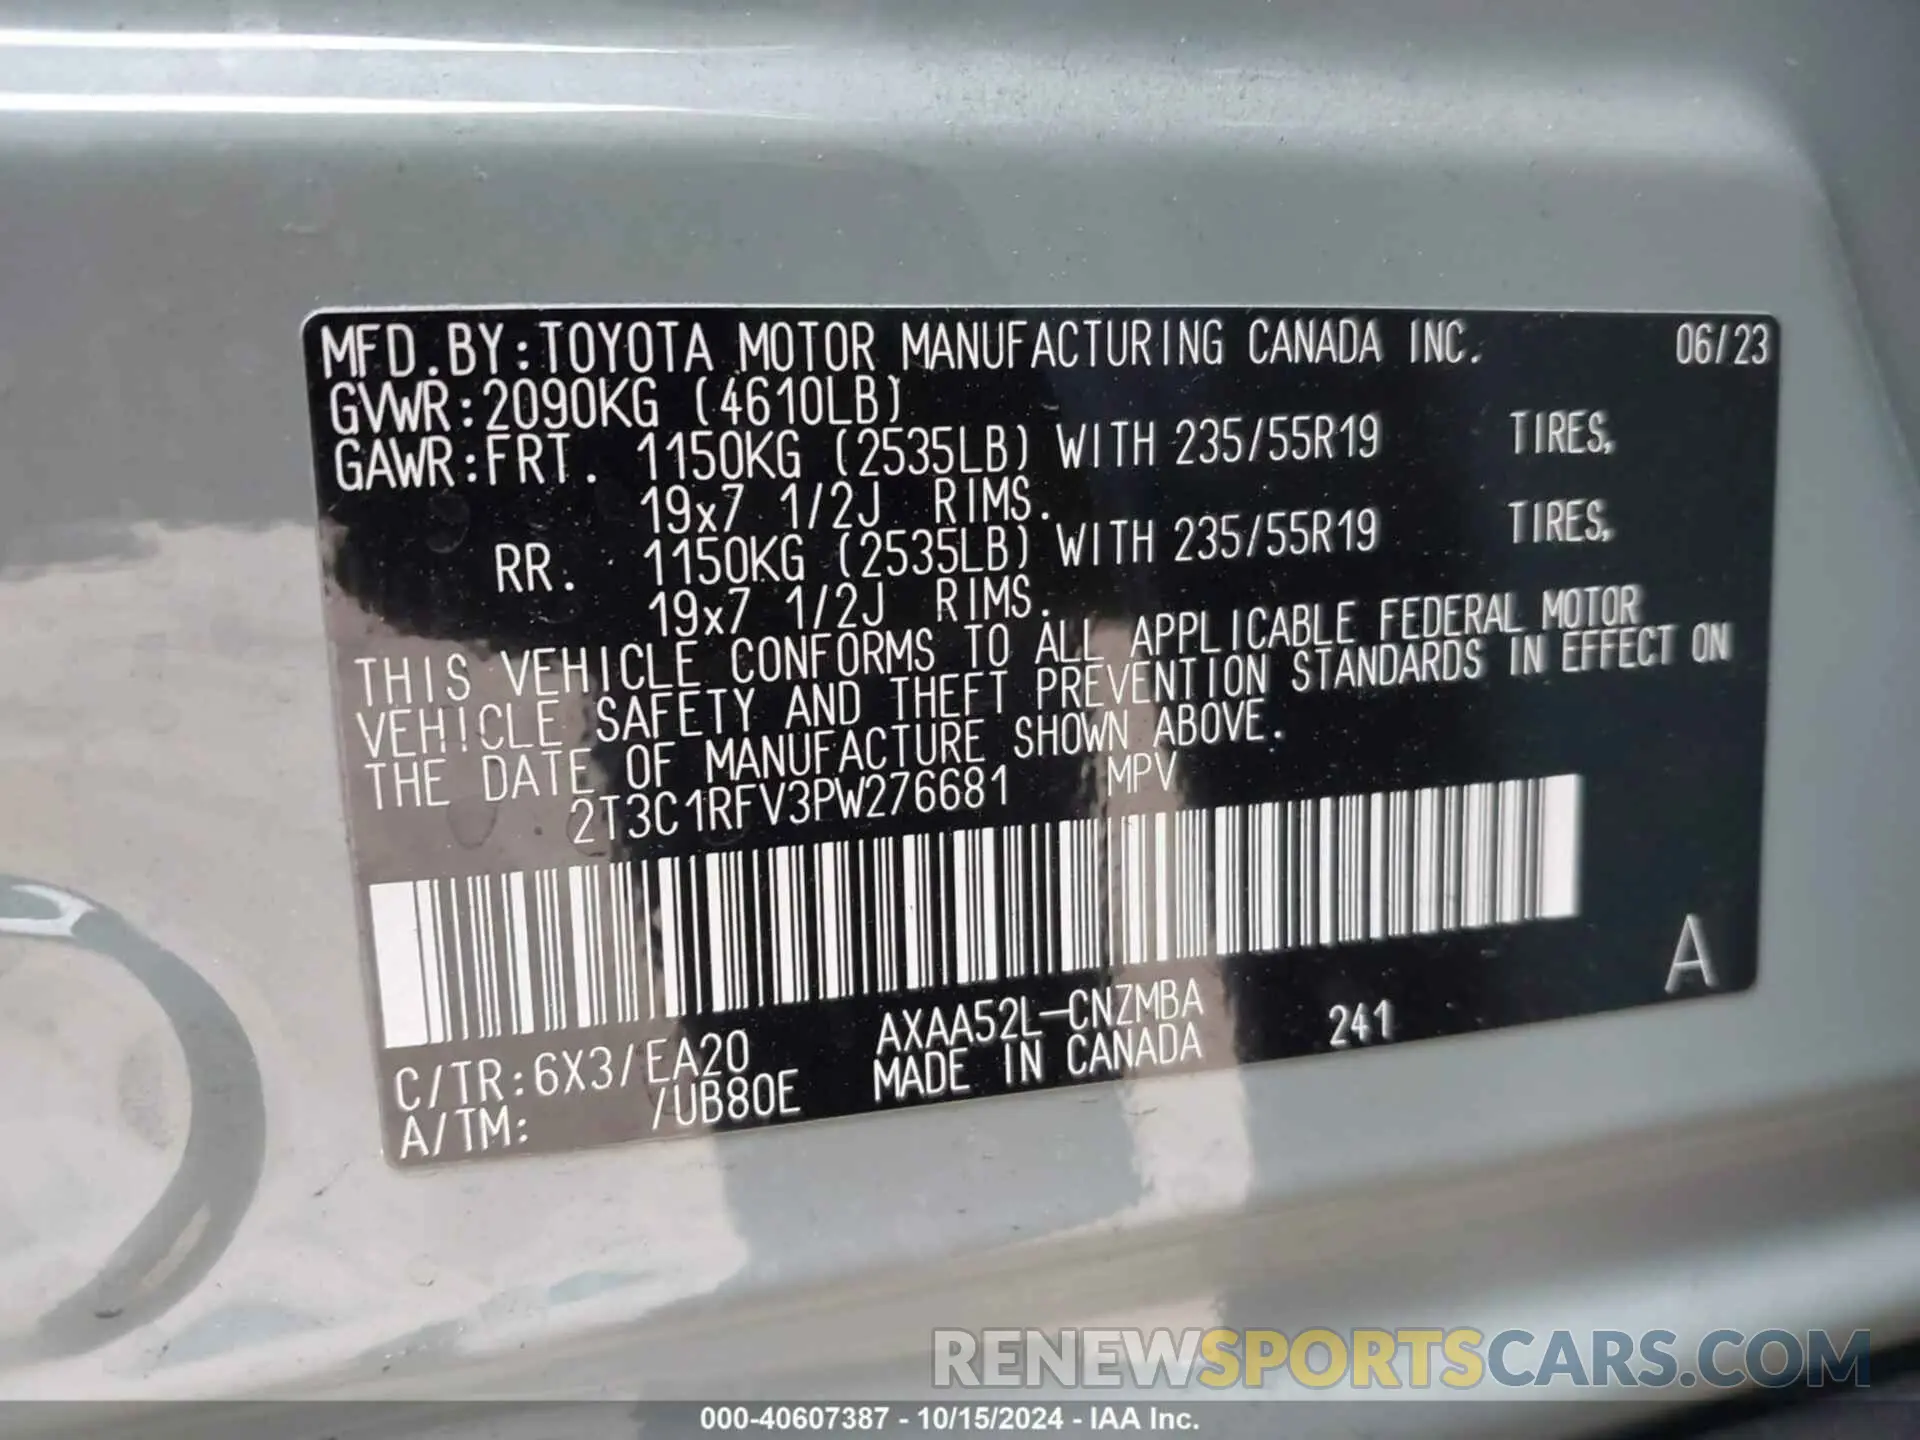 MFD.BY:TOYOTA MOTOR MANUFACTURING CANADA INC. 06/23
GVWR:2090KG (4610LB)
GAWR:FRT. 1150KG (2535LB) WITH 235/55R19 TIRES,
19x7 1/2J RIMS.
RR. 1150KG (2535LB) WITH 235/55R19 TIRES,
19x7 1/2J RIMS.
THIS VEHICLE CONFORMS TO ALL APPLICABLE FEDERAL MOTOR
VEHICLE SAFETY AND THEFT PREVENTION STANDARDS IN EFFECT ON
THE DATE OF MANUFACTURE SHOWN ABOVE.
2T3C1RFV3PW276681 MPV
A
C/TR:6X3/EA20 AXAA52L-CNZMBA 241
A/TM: /UB80E MADE IN CANADA
RENEWSPORTSCARS.COM
000-40607387 - 10/15/2024 - IAA Inc.